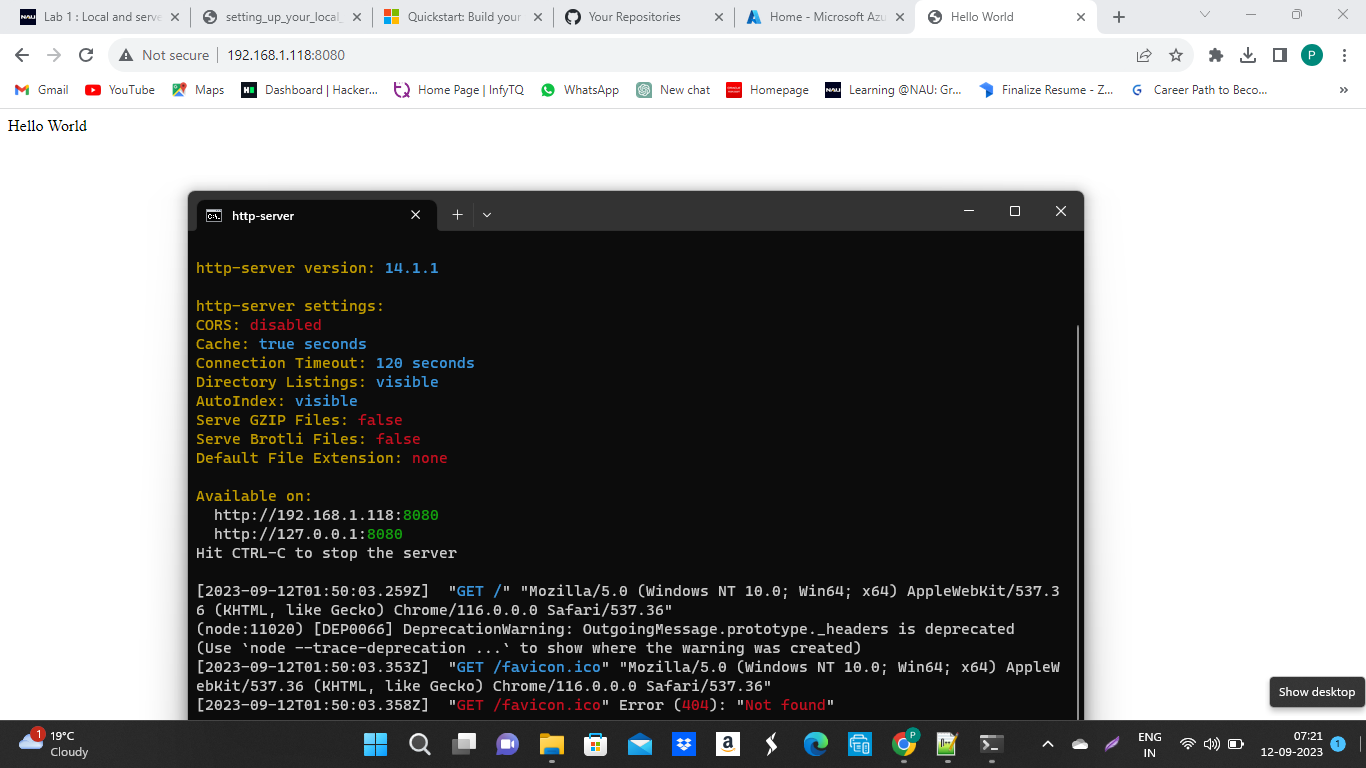 Lab 1 : Local and serve
setting_up_your_local_
Quickstart: Build your
Your Repositories
Home - Microsoft Azu
Hello World
Not secure
192.168.1.118:8080
P
Gmail
YouTube
Maps
Dashboard | Hacker...
Home Page | InfyTQ
WhatsApp
New chat
Homepage
NAU
Learning @NAU: Gr...
Finalize Resume - Z...
Career Path to Beco...
Hello World
http-server
http-server version: 14.1.1
http-server settings:
CORS: disabled
Cache: true seconds
Connection Timeout: 120 seconds
Directory Listings: visible
AutoIndex: visible
Serve GZIP Files: false
Serve Brotli Files: false
Default File Extension: none
Available on:
http://192.168.1.118:8080
http://127.0.0.1:8080
Hit CTRL-C to stop the server
[2023-09-12T01:50:03.259Z]  "GET /" "Mozilla/5.0 (Windows NT 10.0; Win64; x64) AppleWebKit/537.3
6 (KHTML, like Gecko) Chrome/116.0.0.0 Safari/537.36"
(node:11020) [DEP0066] DeprecationWarning: OutgoingMessage.prototype._headers is deprecated
(Use `node --trace-deprecation ...` to show where the warning was created)
[2023-09-12T01:50:03.353Z]  "GET /favicon.ico" "Mozilla/5.0 (Windows NT 10.0; Win64; x64) AppleW
ebKit/537.36 (KHTML, like Gecko) Chrome/116.0.0.0 Safari/537.36"
[2023-09-12T01:50:03.358Z]  "GET /favicon.ico" Error (404): "Not found"
Show desktop
1
19°C
Cloudy
P
ENG
IN
07:21
12-09-2023
1